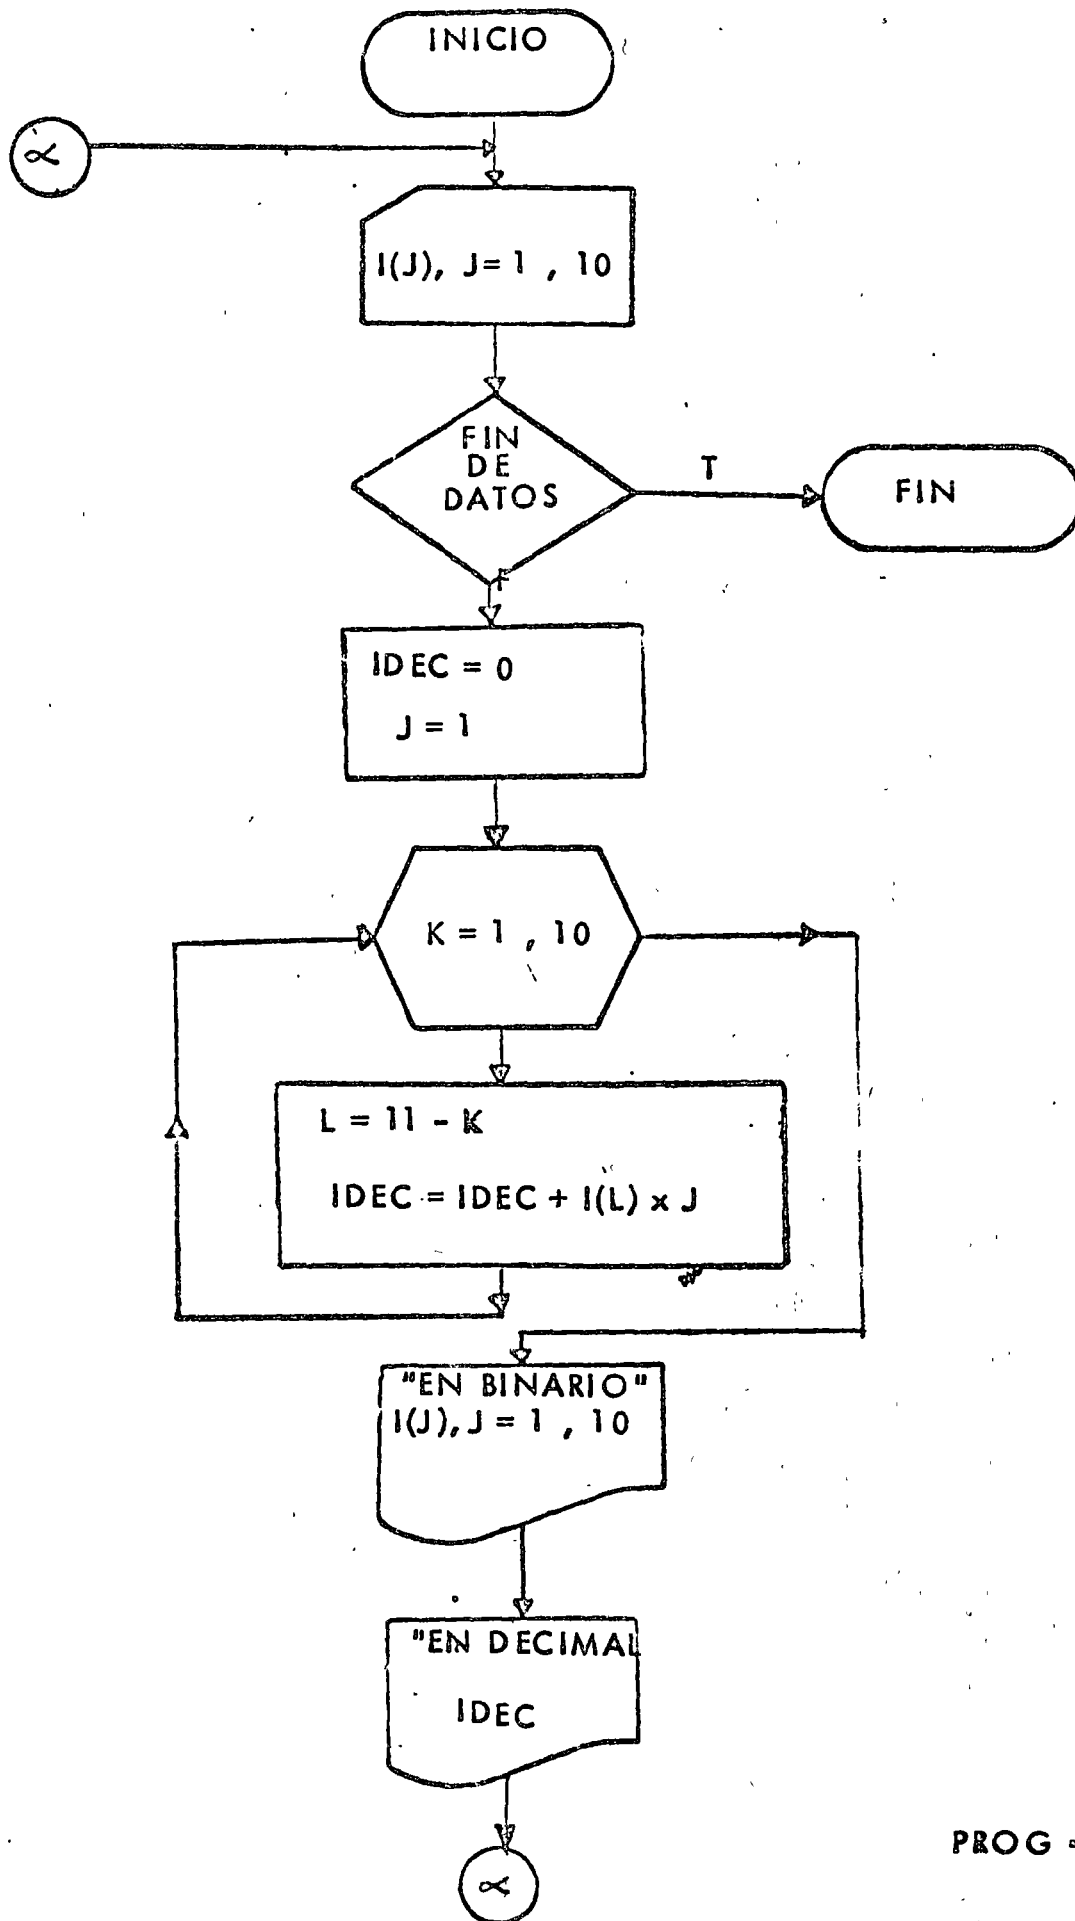 INICIO
α
I(J), J= 1 , 10
FIN
DE
DATOS
T
FIN
F
IDEC = 0
J = 1
K = 1 , 10
L = 11 - K
IDEC = IDEC + I(L) x J
"EN BINARIO"
I(J), J = 1 , 10
"EN DECIMAL
IDEC
PROG -
α